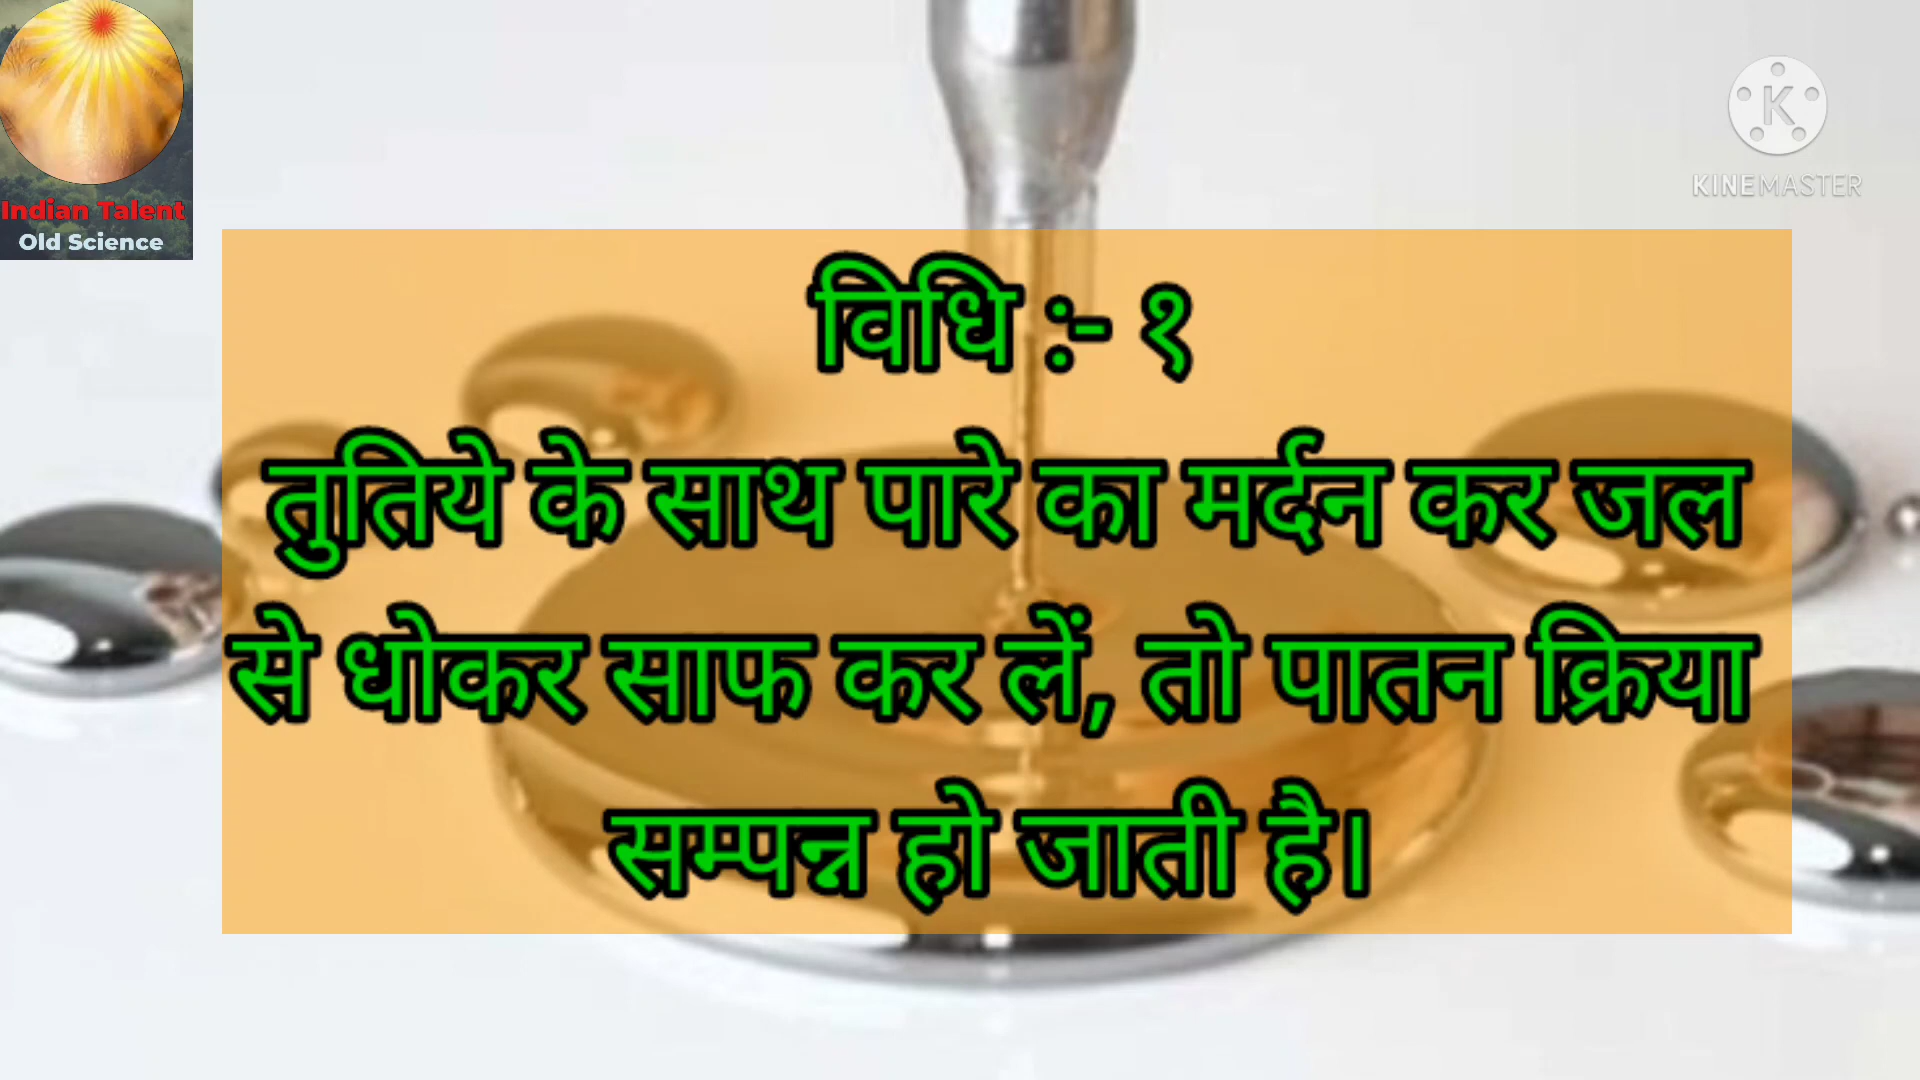 Indian Talent
Old Science
KINEMASTER
विधि :- १
तुतिये के साथ पारे का मर्दन कर जल
से धोकर साफ कर लें, तो पातन क्रिया
सम्पन्न हो जाती है।